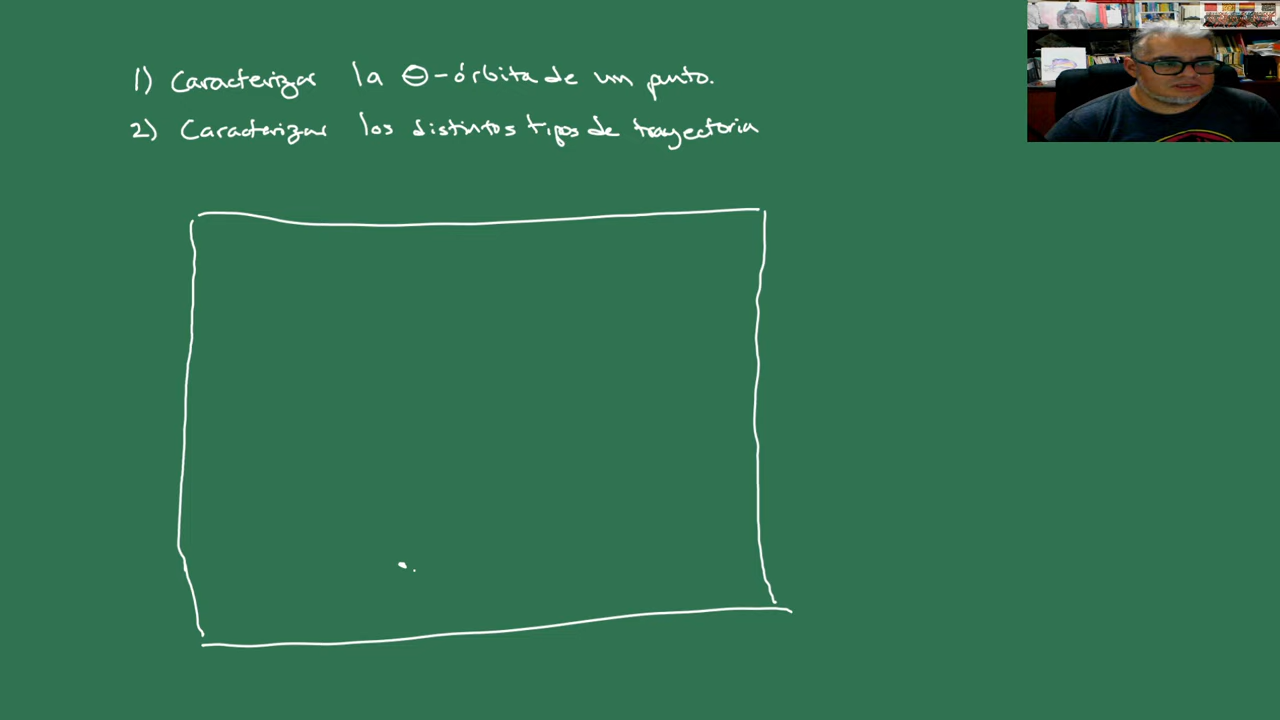 1) Caracterizar la Θ-órbita de un punto.
2) Caracterizar los distintos tipos de trayectoria